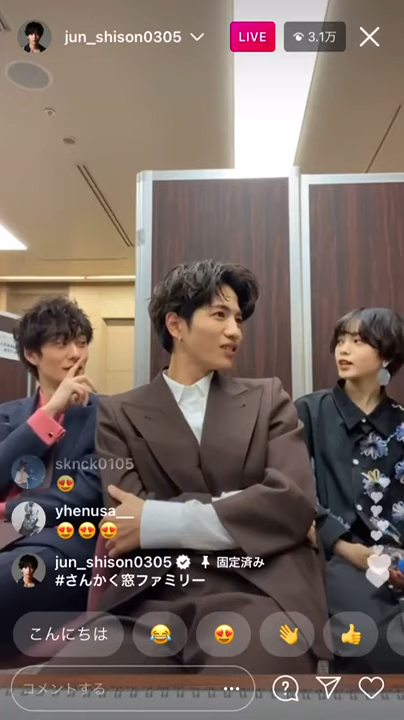 jun_shison0305
LIVE
3.1万
sknck0105
😍
yhenusa__
😍😍😍
jun_shison0305 固定済み
#さんかく窓ファミリー
こんにちは 😂 😍 👋 👍
コメントする